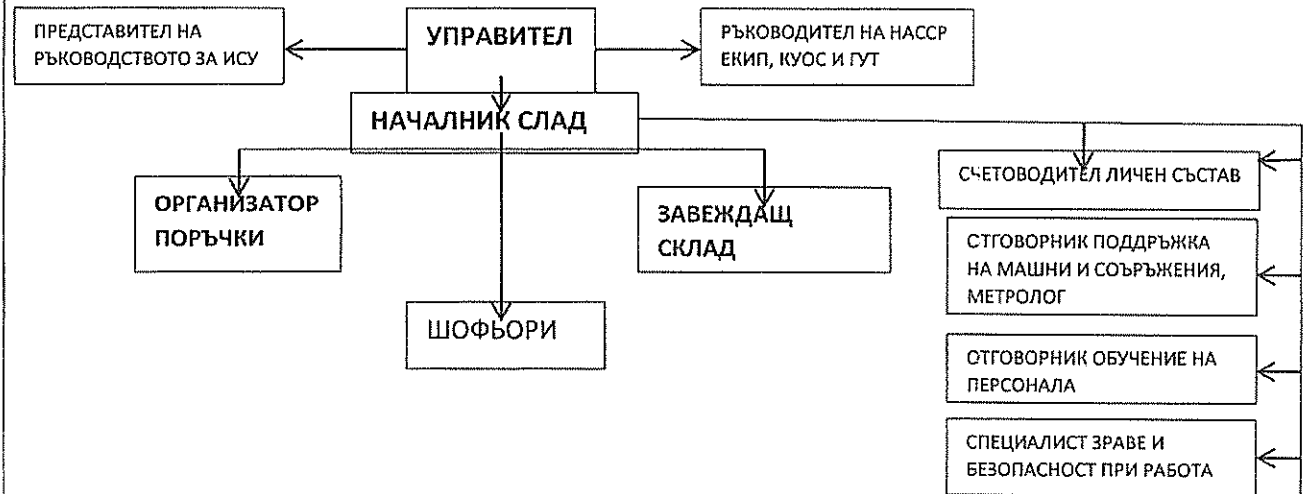 ПРЕДСТАВИТЕЛ НА
РЪКОВОДСТВОТО ЗА ИСУ
УПРАВИТЕЛ
РЪКОВОДИТЕЛ НА НАССР
ЕКИП, КУОС И ГУТ
НАЧАЛНИК СЛАД
ОРГАНИЗАТОР
ПОРЪЧКИ
ЗАВЕЖДАЩ
СКЛАД
ШОФЬОРИ
СЧЕТОВОДИТЕЛ ЛИЧЕН СЪСТАВ
СТГОВОРНИК ПОДДРЪЖКА
НА МАШНИ И СОЪРЪЖЕНИЯ,
МЕТРОЛОГ
ОТГОВОРНИК ОБУЧЕНИЕ НА
ПЕРСОНАЛА
СПЕЦИАЛИСТ ЗРАВЕ И
БЕЗОПАСНОСТ ПРИ РАБОТА